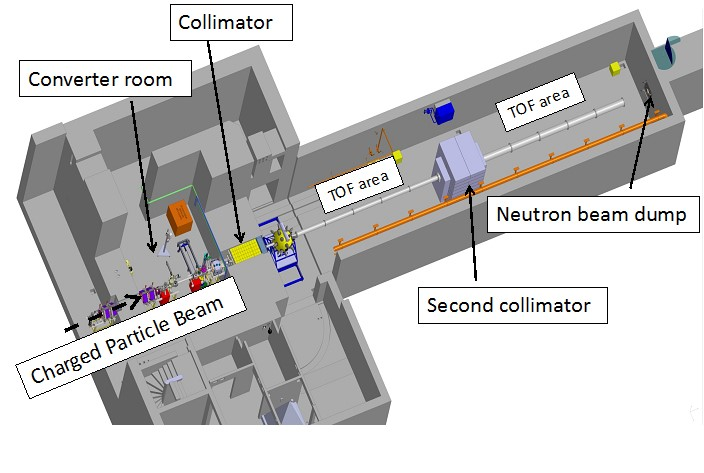 Collimator
Converter room
TOF area
TOF area
Neutron beam dump
Second collimator
Charged Particle Beam